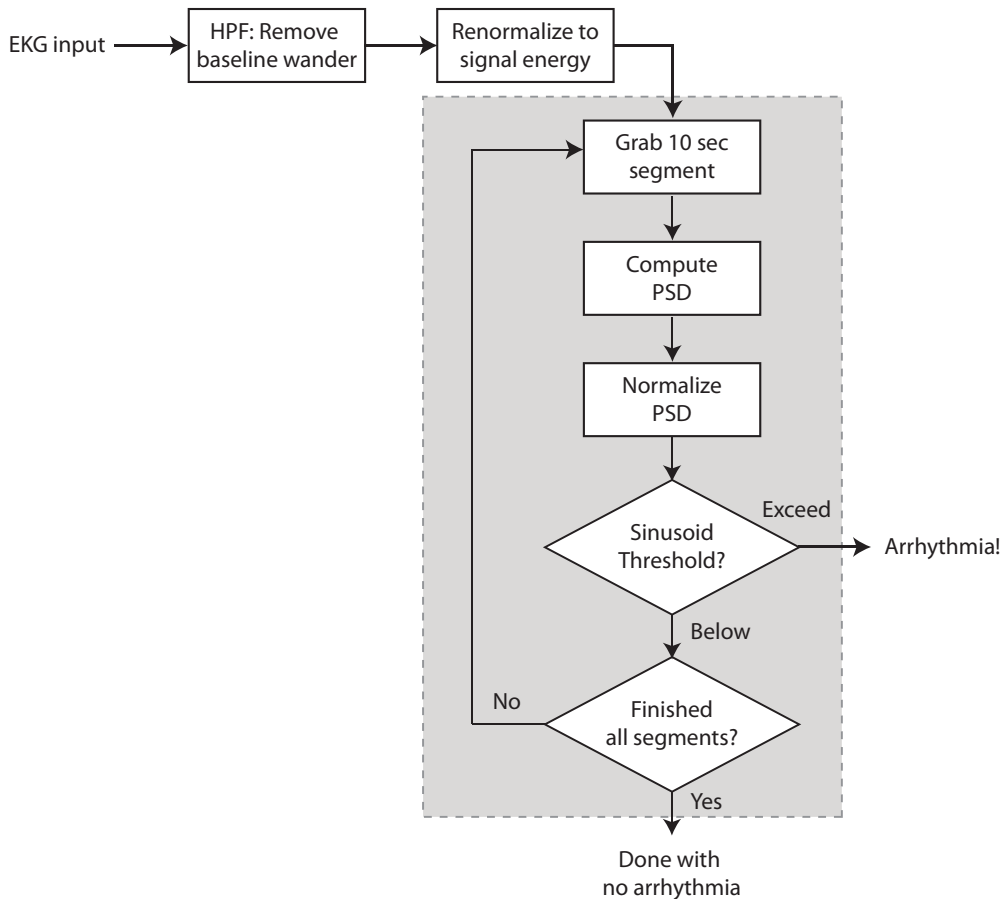 EKG input
HPF: Remove
baseline wander
Renormalize to
signal energy
Grab 10 sec
segment
Compute
PSD
Normalize
PSD
Sinusoid
Threshold?
Exceed
Arrhythmia!
Below
Finished
all segments?
No
Yes
Done with
no arrhythmia